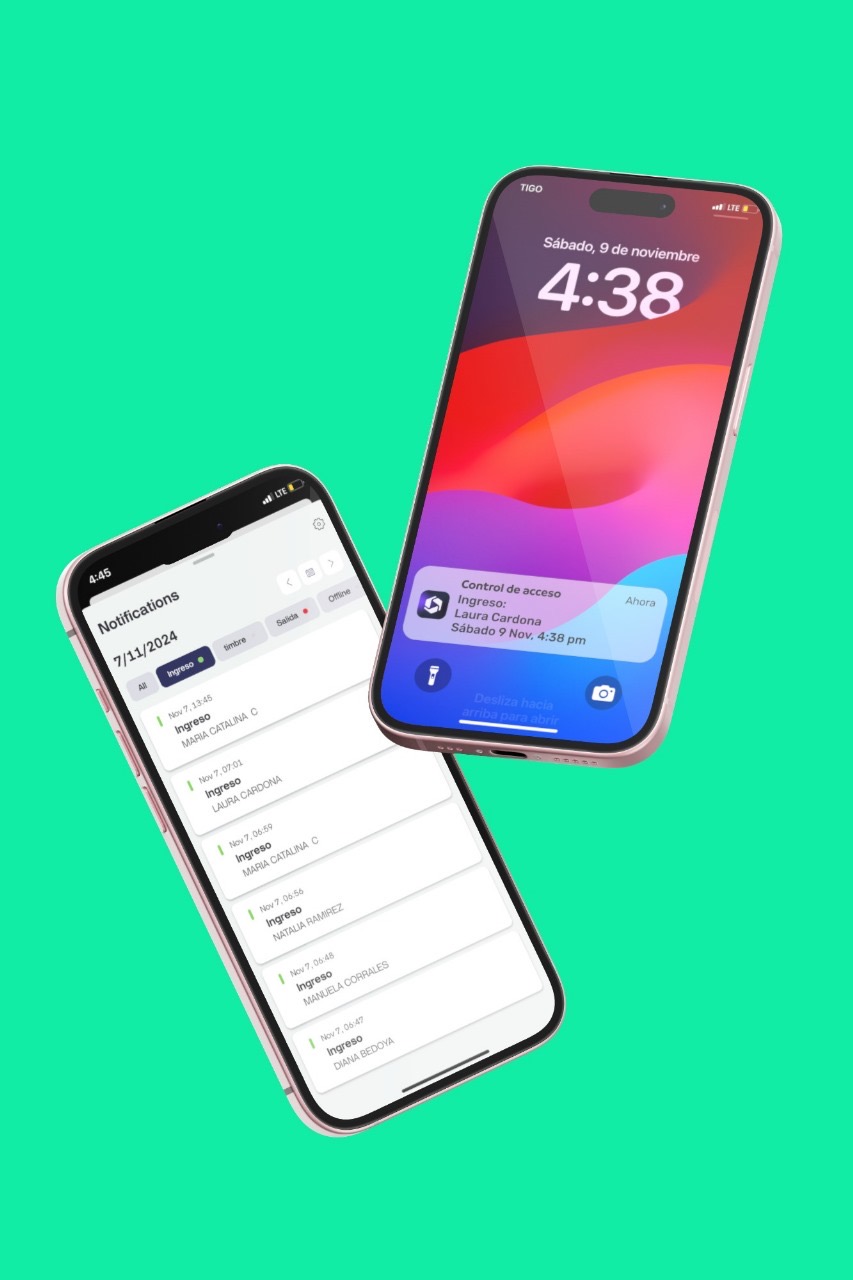 TIGO
LTE
Sábado, 9 de noviembre
4:38
Control de acceso
Ahora
Ingreso:
Laura Cardona
Sábado 9 Nov. 4:38 pm
Desliza hacia
arriba para abrir
4:45
LTE
Notifications
7/11/2024
All
Ingreso
timbre
Salida
Offline
Nov 7, 13:45
Ingreso
MARIA CATALINA C
Nov 7, 07:01
Ingreso
LAURA CARDONA
Nov 7, 06:59
Ingreso
MARIA CATALINA C
Nov 7, 06:56
Ingreso
NATALIA RAMIREZ
Nov 7, 06:48
Ingreso
MANUELA CORRALES
Nov 7, 06:47
Ingreso
DIANA BEDOYA